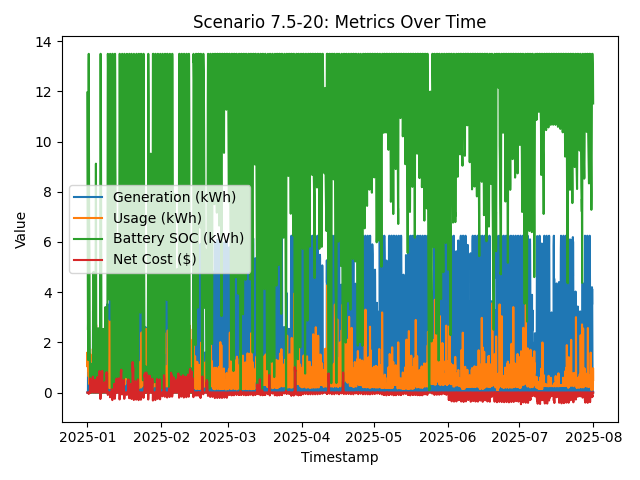 Scenario 7.5-20: Metrics Over Time
Value
14
12
10
8
6
4
2
0
Generation (kWh)
Usage (kWh)
Battery SOC (kWh)
Net Cost ($)
2025-01 2025-02 2025-03 2025-04 2025-05 2025-06 2025-07 2025-08
Timestamp